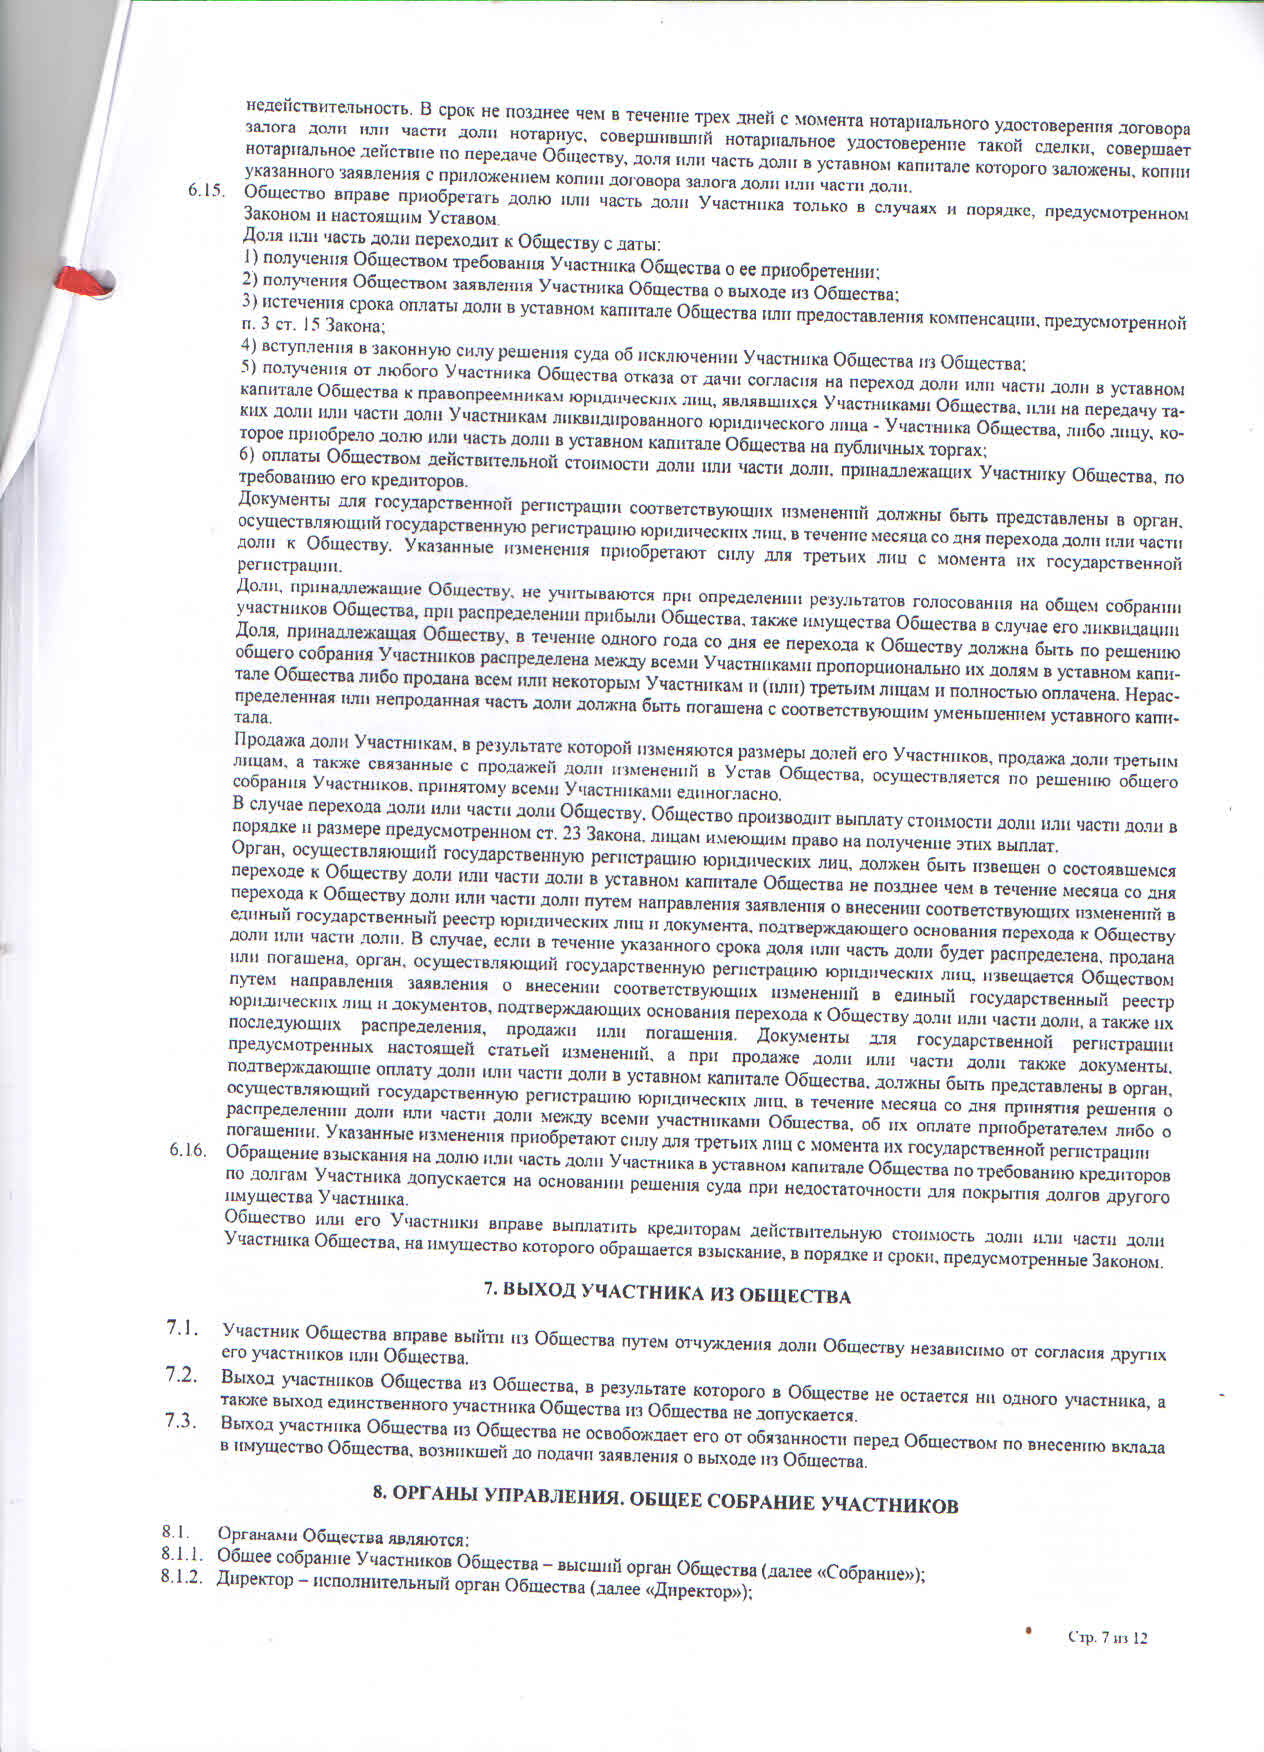 недействительность. В срок не позднее чем в течение трех дней с момента нотариального удостоверения договора
залога доли или части доли нотариус, совершивший нотариальное удостоверение такой сделки, совершает
нотариальное действие по передаче Обществу, доля или часть доли в уставном капитале которого заложены, копии
указанного заявления с приложением копии договора залога доли или части доли.
6.15. Общество вправе приобретать долю или часть доли Участника только в случаях и порядке, предусмотренном
Законом и настоящим Уставом.
Доля или часть доли переходит к Обществу с даты:
1) получения Обществом требования Участника Общества о ее приобретении;
2) получения Обществом заявления Участника Общества о выходе из Общества;
3) истечения срока оплаты доли в уставном капитале Общества или предоставления компенсации, предусмотренной
п. 3 ст. 15 Закона;
4) вступления в законную силу решения суда об исключении Участника Общества из Общества;
5) получения от любого Участника Общества отказа от дачи согласия на переход доли или части доли в уставном
капитале Общества к правопреемникам юридических лиц, являвшихся Участниками Общества, или на передачу та-
ких доли или части доли Участникам ликвидированного юридического лица - Участника Общества, либо лицу, ко-
торое приобрело долю или часть доли в уставном капитале Общества на публичных торгах;
6) оплаты Обществом действительной стоимости доли или части доли, принадлежащих Участнику Общества, по
требованию его кредиторов.
Документы для государственной регистрации соответствующих изменений должны быть представлены в орган,
осуществляющий государственную регистрацию юридических лиц, в течение месяца со дня перехода доли или части
доли к Обществу. Указанные изменения приобретают силу для третьих лиц с момента их государственной
регистрации.
Доли, принадлежащие Обществу, не учитываются при определении результатов голосования на общем собрании
участников Общества, при распределении прибыли Общества, также имущества Общества в случае его ликвидации
Доля, принадлежащая Обществу, в течение одного года со дня ее перехода к Обществу должна быть по решению
общего собрания Участников распределена между всеми Участниками пропорционально их долям в уставном капи-
тале Общества либо продана всем или некоторым Участникам и (или) третьим лицам и полностью оплачена. Нерас-
пределенная или непроданная часть доли должна быть погашена с соответствующим уменьшением уставного капи-
тала.
Продажа доли Участникам, в результате которой изменяются размеры долей его Участников, продажа доли третьим
лицам, а также связанные с продажей доли изменений в Устав Общества, осуществляется по решению общего
собрания Участников, принятому всеми Участниками единогласно.
В случае перехода доли или части доли Обществу, Общество производит выплату стоимости доли или части доли в
порядке и размере предусмотренном ст. 23 Закона, лицам имеющим право на получение этих выплат.
Орган, осуществляющий государственную регистрацию юридических лиц, должен быть извещен о состоявшемся
переходе к Обществу доли или части доли в уставном капитале Общества не позднее чем в течение месяца со дня
перехода к Обществу доли или части доли путем направления заявления о внесении соответствующих изменений в
единый государственный реестр юридических лиц и документа, подтверждающего основания перехода к Обществу
доли или части доли. В случае, если в течение указанного срока доля или часть доли будет распределена, продана
или погашена, орган, осуществляющий государственную регистрацию юридических лиц, извещается Обществом
путем направления заявления о внесении соответствующих изменений в единый государственный реестр
юридических лиц и документов, подтверждающих основания перехода к Обществу доли или части доли, а также их
последующих распределения, продажи или погашения. Документы для государственной регистрации
предусмотренных настоящей статьей изменений, а при продаже доли или части доли также документы,
подтверждающие оплату доли или части доли в уставном капитале Общества, должны быть представлены в орган,
осуществляющий государственную регистрацию юридических лиц, в течение месяца со дня принятия решения о
распределении доли или части доли между всеми участниками Общества, об их оплате приобретателем либо о
погашении. Указанные изменения приобретают силу для третьих лиц с момента их государственной регистрации
6.16. Обращение взыскания на долю или часть доли Участника в уставном капитале Общества по требованию кредиторов
по долгам Участника допускается на основании решения суда при недостаточности для покрытия долгов другого
имущества Участника.
Общество или его Участники вправе выплатить кредиторам действительную стоимость доли или части доли
Участника Общества, на имущество которого обращается взыскание, в порядке и сроки, предусмотренные Законом.
7. ВЫХОД УЧАСТНИКА ИЗ ОБЩЕСТВА
7.1. Участник Общества вправе выйти из Общества путем отчуждения доли Обществу независимо от согласия других
его участников или Общества.
7.2. Выход участников Общества из Общества, в результате которого в Обществе не остается ни одного участника, а
также выход единственного участника Общества из Общества не допускается.
7.3. Выход участника Общества из Общества не освобождает его от обязанности перед Обществом по внесению вклада
в имущество Общества, возникшей до подачи заявления о выходе из Общества.
8. ОРГАНЫ УПРАВЛЕНИЯ. ОБЩЕЕ СОБРАНИЕ УЧАСТНИКОВ
8.1. Органами Общества являются:
8.1.1. Общее собрание Участников Общества – высший орган Общества (далее «Собрание»);
8.1.2. Директор – исполнительный орган Общества (далее «Директор»);
Стр. 7 из 12